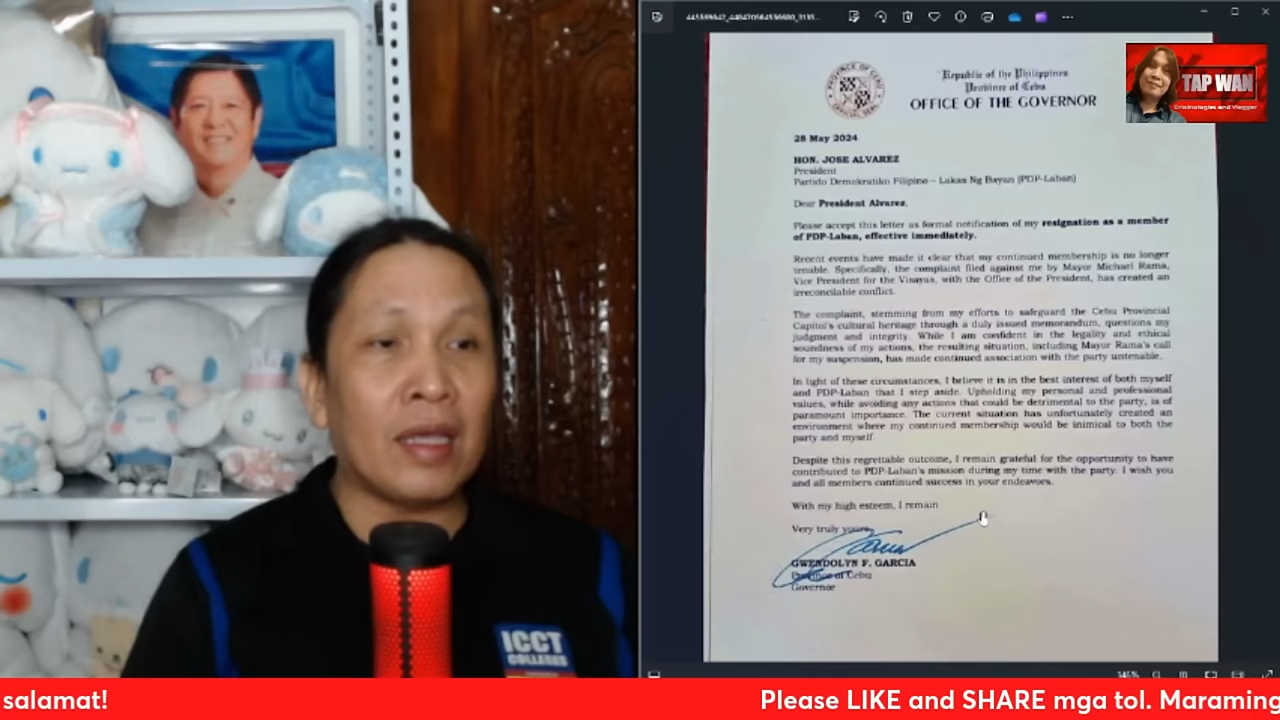 445589642_448470564536680_3135...
TAP WAN
Criminologist and Vlogger
Republic of the Philippines
Province of Cebu
OFFICE OF THE GOVERNOR
28 May 2024
HON. JOSE ALVAREZ
President
Partido Demokratiko Filipino – Lakas Ng Bayan (PDP-Laban)
Dear President Alvarez,
Please accept this letter as formal notification of my resignation as a member
of PDP-Laban, effective immediately.
Recent events have made it clear that my continued membership is no longer
tenable. Specifically, the complaint filed against me by Mayor Michael Rama,
Vice President for the Visayas, with the Office of the President, has created an
irreconcilable conflict.
The complaint, stemming from my efforts to safeguard the Cebu Provincial
Capitol's cultural heritage through a duly issued memorandum, questions my
judgment and integrity. While I am confident in the legality and ethical
soundness of my actions, the resulting situation, including Mayor Rama's call
for my suspension, has made continued association with the party untenable.
In light of these circumstances, I believe it is in the best interest of both myself
and PDP-Laban that I step aside. Upholding my personal and professional
values, while avoiding any actions that could be detrimental to the party, is of
paramount importance. The current situation has unfortunately created an
environment where my continued membership would be inimical to both the
party and myself.
Despite this regrettable outcome, I remain grateful for the opportunity to have
contributed to PDP-Laban's mission during my time with the party. I wish you
and all members continued success in your endeavors.
With my high esteem, I remain
Very truly yours,
GWENDOLYN F. GARCIA
Province of Cebu
Governor
ICCT
COLLEGES
146%
salamat!
Please LIKE and SHARE mga tol. Maraming